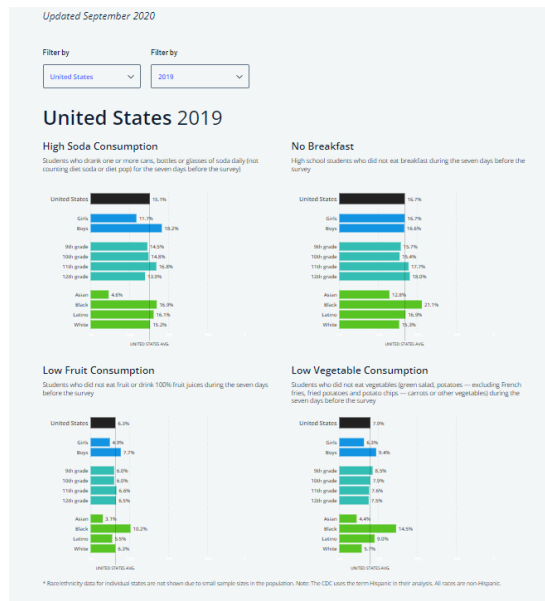 Updated September 2020
Filter by
Filter by
United States
2019
United States 2019
High Soda Consumption
Students who drank one or more cans, bottles or glasses of soda daily (not
counting diet soda or diet pop) for the seven days before the survey)
United States 15.1%
Girls 11.7%
Boys 18.2%
9th grade 14.5%
10th grade 14.8%
11th grade 16.8%
12th grade
Asian 4.6%
Black 16.9%
Latino 16.1%
White 15.2%
UNITED STATES AVG
No Breakfast
High school students who did not eat breakfast during the seven days before the
survey
United States 16.7%
Girls 16.7%
Boys 16.6%
9th grade 15.7%
10th grade 15.4%
11th grade 17.7%
12th grade 18.0%
Asian 12.8%
Black 21.1%
Latino 16.9%
White 15.3%
UNITED STATES AVG
Low Fruit Consumption
Students who did not eat fruit or drink 100% fruit juices during the seven days
before the survey
United States 6.3%
Girls
Boys 7.7%
9th grade 6.0%
10th grade 6.0%
11th grade 6.6%
12th grade 6.5%
Asian 3.1%
Black 10.2%
Latino 5.5%
White 6.3%
UNITED STATES AVG
Low Vegetable Consumption
Students who did not eat vegetables (green salad, potatoes — excluding French
fries, fried potatoes and potato chips — carrots or other vegetables) during the
seven days before the survey
United States 7.9%
Girls 6.3%
Boys 9.4%
9th grade 8.5%
10th grade 7.9%
11th grade 7.6%
12th grade 7.5%
Asian 4.4%
Black 14.5%
Latino 9.0%
White 5.7%
UNITED STATES AVG
* Race/ethnicity data for individual states are not shown due to small sample sizes in the population. Note: The CDC uses the term Hispanic in their analysis. All races are non-Hispanic.